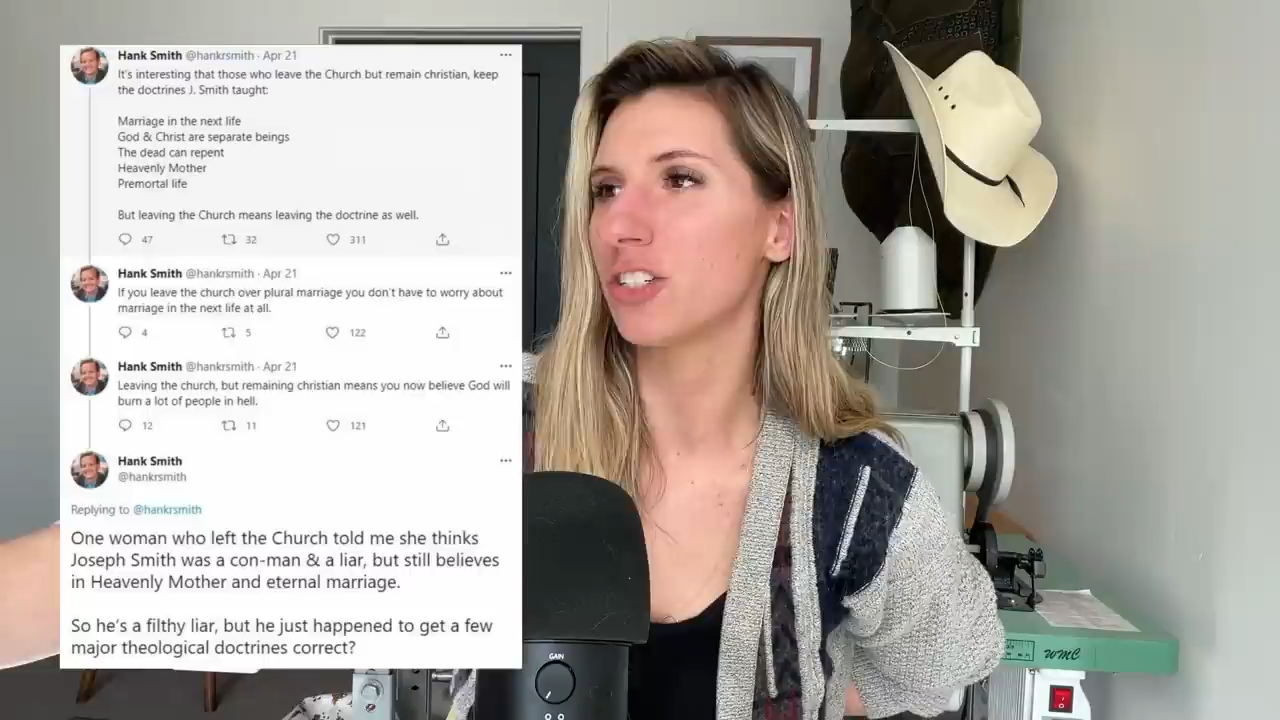 Hank Smith @hankrsmith · Apr 21
It's interesting that those who leave the Church but remain christian, keep
the doctrines J. Smith taught:
Marriage in the next life
God & Christ are separate beings
The dead can repent
Heavenly Mother
Premortal life
But leaving the Church means leaving the doctrine as well.
47 32 311
Hank Smith @hankrsmith · Apr 21
If you leave the church over plural marriage you don't have to worry about
marriage in the next life at all.
4 5 122
Hank Smith @hankrsmith · Apr 21
Leaving the church, but remaining christian means you now believe God will
burn a lot of people in hell.
12 11 121
Hank Smith
@hankrsmith
Replying to @hankrsmith
One woman who left the Church told me she thinks
Joseph Smith was a con-man & a liar, but still believes
in Heavenly Mother and eternal marriage.
So he's a filthy liar, but he just happened to get a few
major theological doctrines correct?
GAIN
WMC